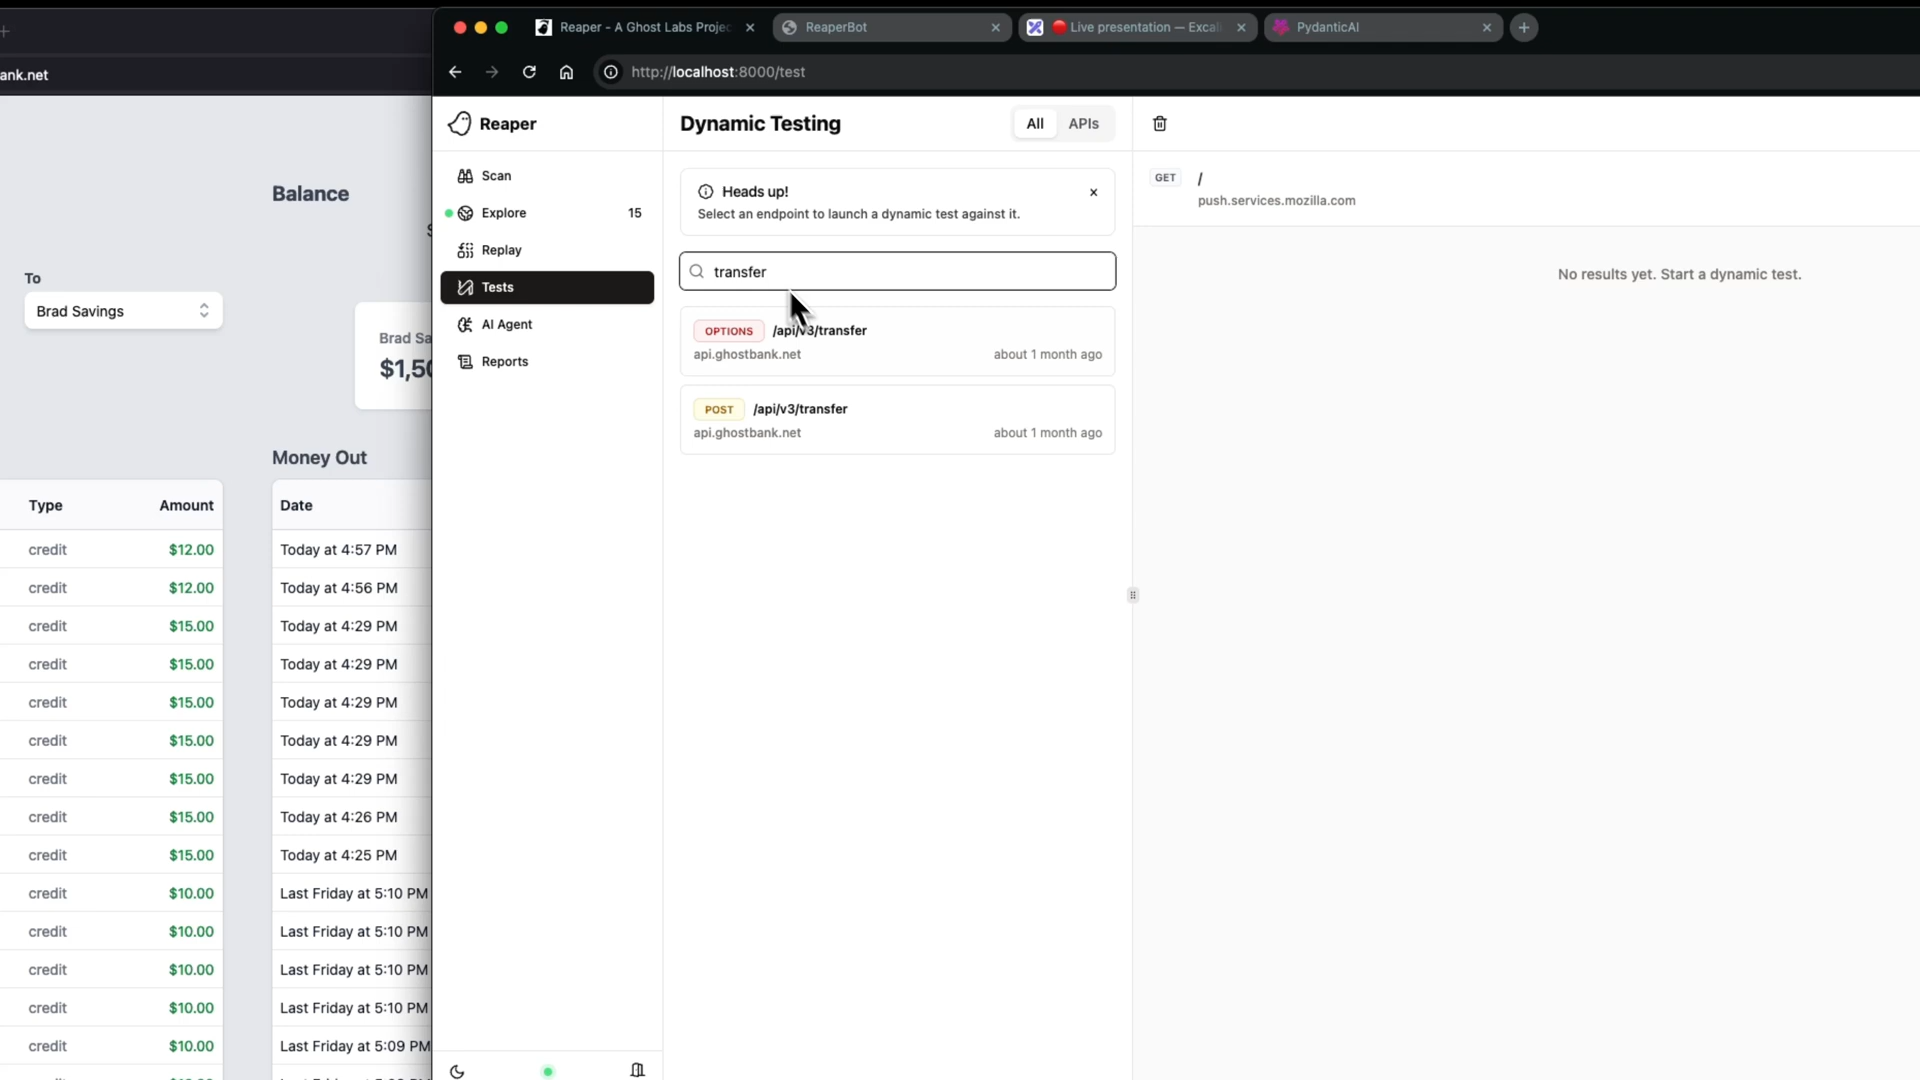 ank.net
Balance
To
Brad Savings
Brad Sa
$1,50
Money Out
Type Amount Date
credit $12.00 Today at 4:57 PM
credit $12.00 Today at 4:56 PM
credit $15.00 Today at 4:29 PM
credit $15.00 Today at 4:29 PM
credit $15.00 Today at 4:29 PM
credit $15.00 Today at 4:29 PM
credit $15.00 Today at 4:29 PM
credit $15.00 Today at 4:26 PM
credit $15.00 Today at 4:25 PM
credit $10.00 Last Friday at 5:10 PM
credit $10.00 Last Friday at 5:10 PM
credit $10.00 Last Friday at 5:10 PM
credit $10.00 Last Friday at 5:10 PM
credit $10.00 Last Friday at 5:09 PM
Reaper - A Ghost Labs Projec
ReaperBot
Live presentation — Excali
PydanticAI
http://localhost:8000/test
Reaper
Scan
Explore 15
Replay
Tests
AI Agent
Reports
Dynamic Testing
All APIs
Heads up!
Select an endpoint to launch a dynamic test against it.
transfer
OPTIONS /api/v3/transfer
api.ghostbank.net about 1 month ago
POST /api/v3/transfer
api.ghostbank.net about 1 month ago
GET /
push.services.mozilla.com
No results yet. Start a dynamic test.